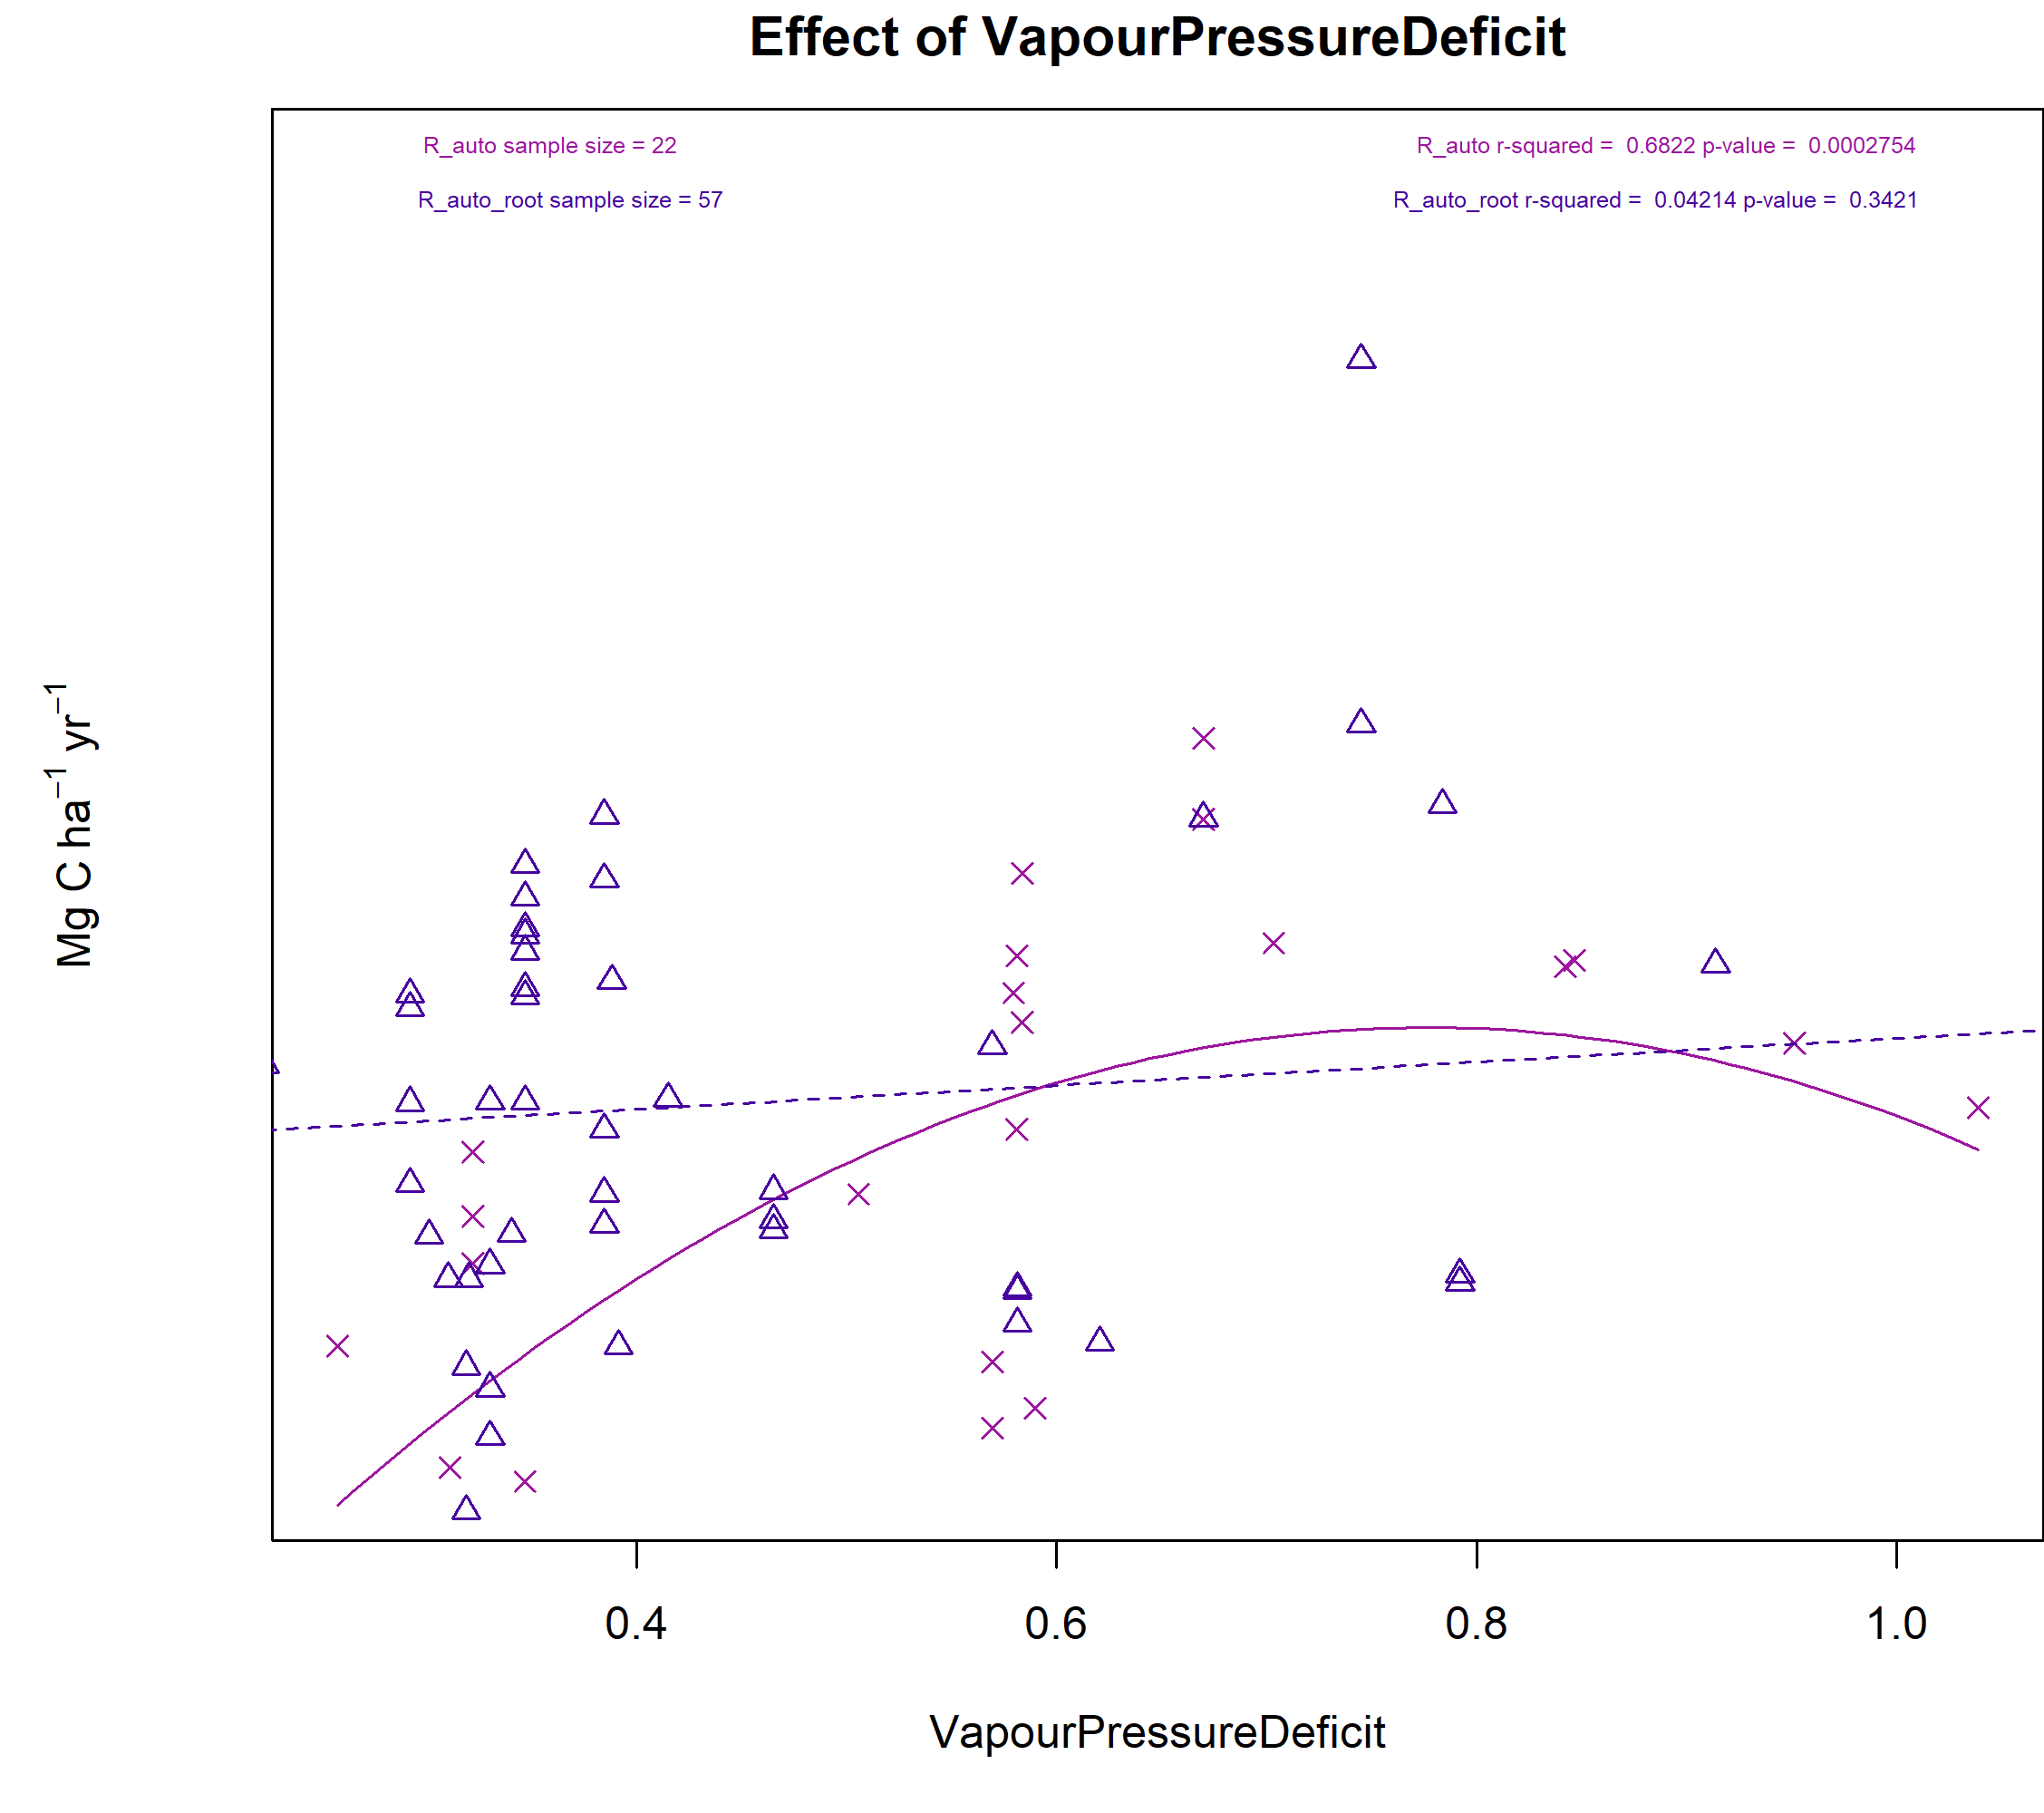 Effect of VapourPressureDeficit
R_auto sample size = 22
R_auto r-squared = 0.6822 p-value = 0.0002754
R_auto_root sample size = 57
R_auto_root r-squared = 0.04214 p-value = 0.3421
Mg C ha⁻¹ yr⁻¹
0.4 0.6 0.8 1.0
VapourPressureDeficit